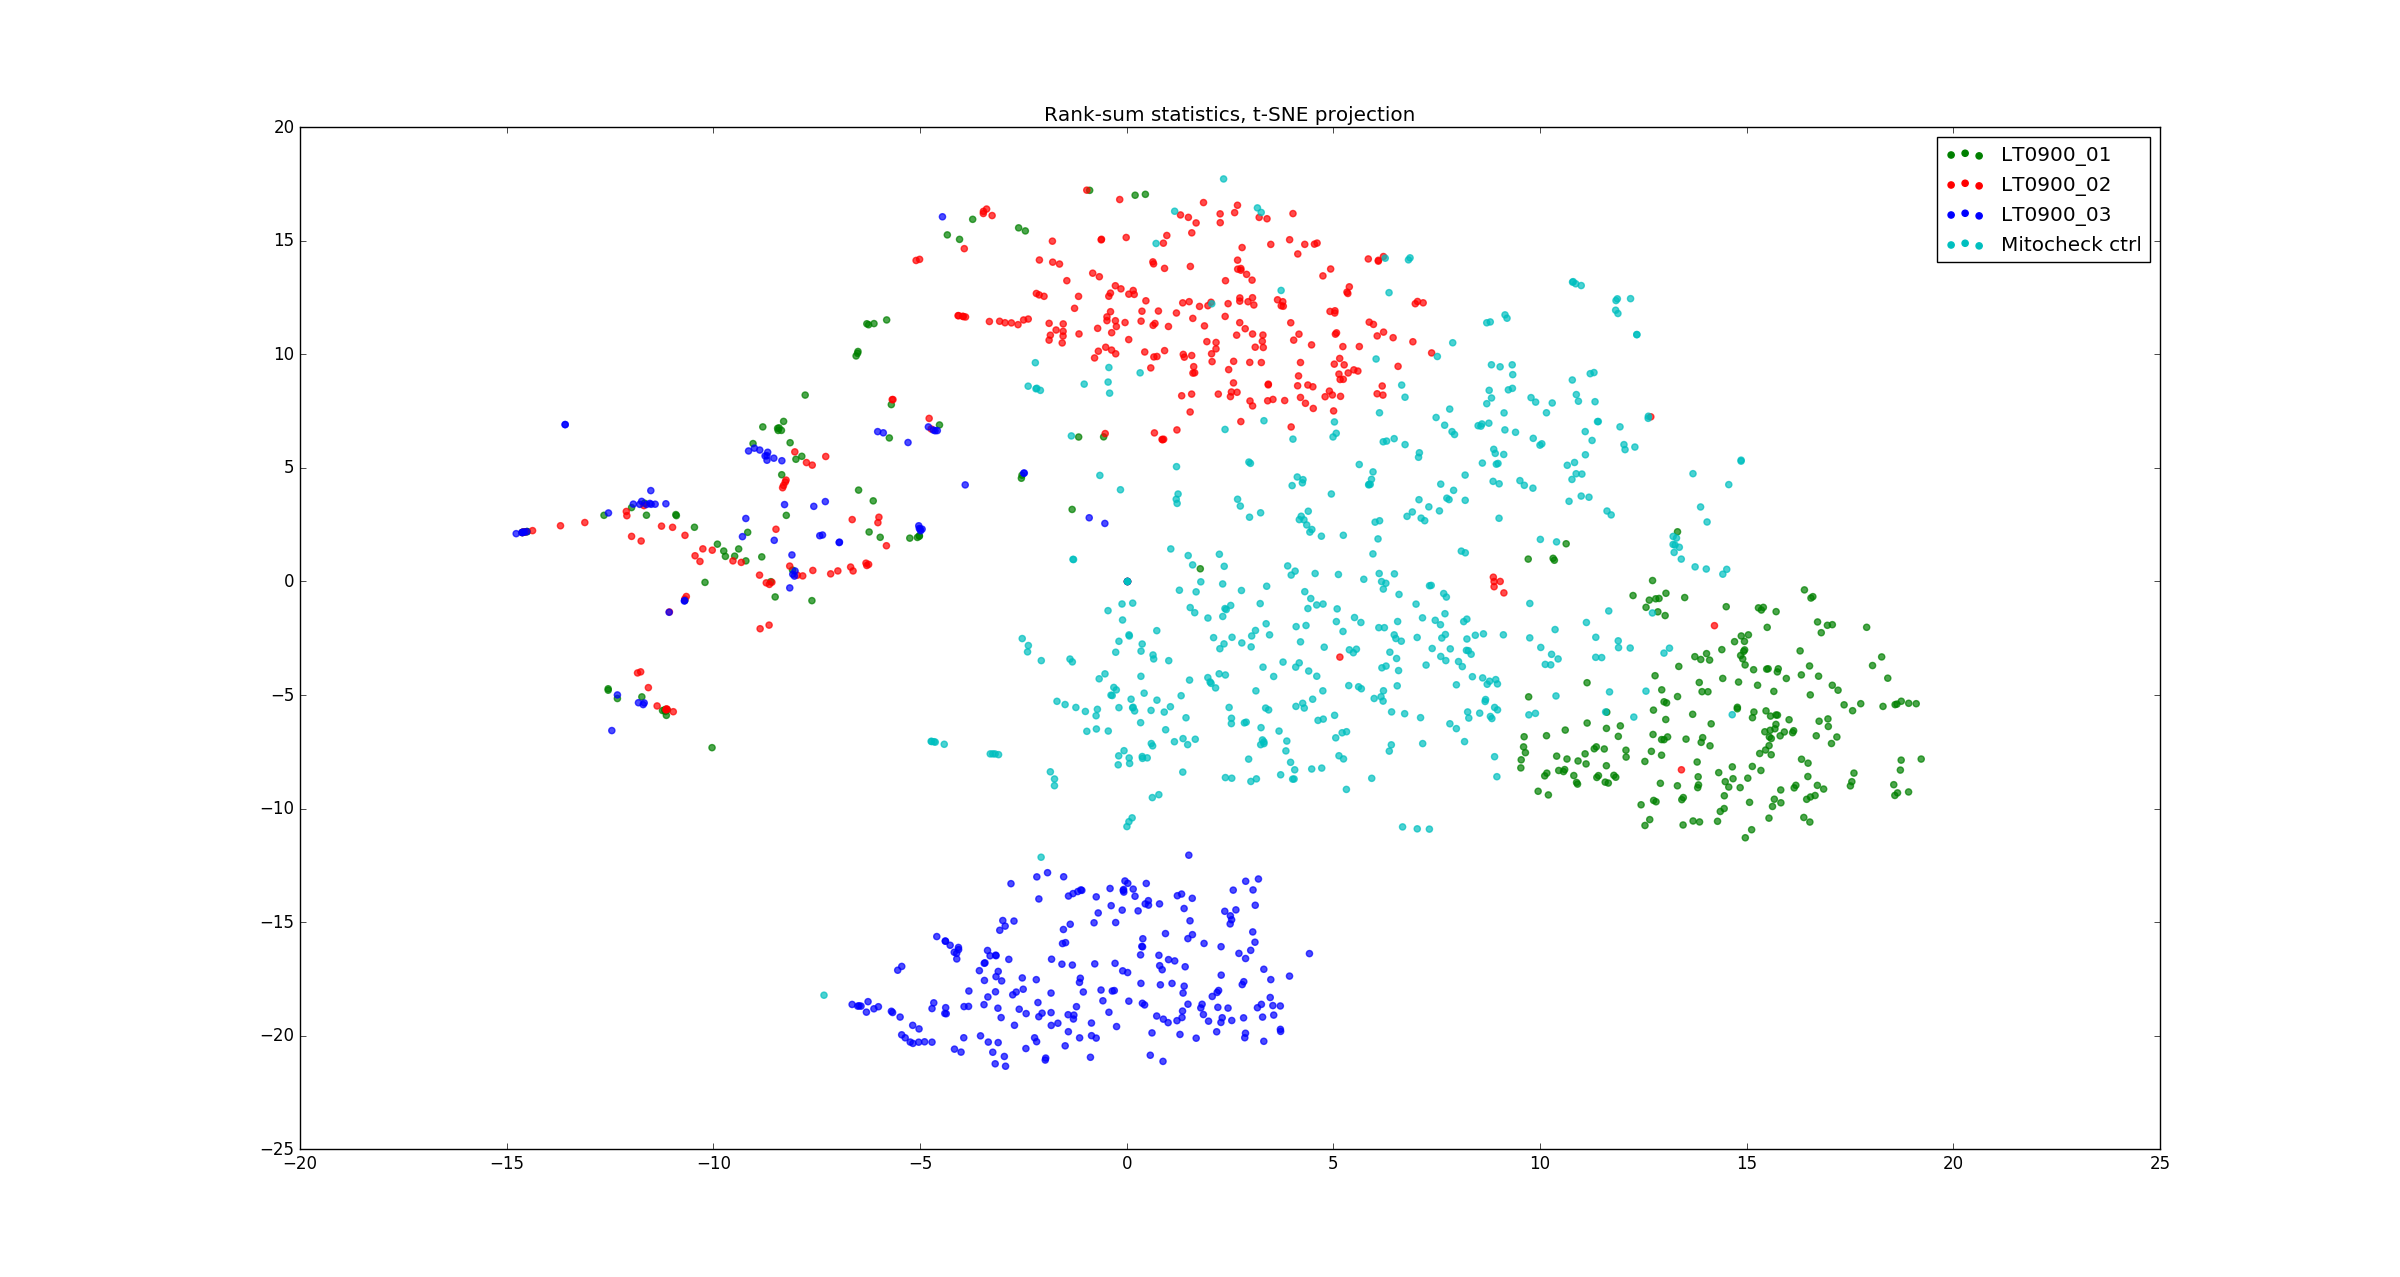 Rank-sum statistics, t-SNE projection
20
15
10
5
0
−5
−10
−15
−20
−25
−20 −15 −10 −5 0 5 10 15 20 25
LT0900_01
LT0900_02
LT0900_03
Mitocheck ctrl